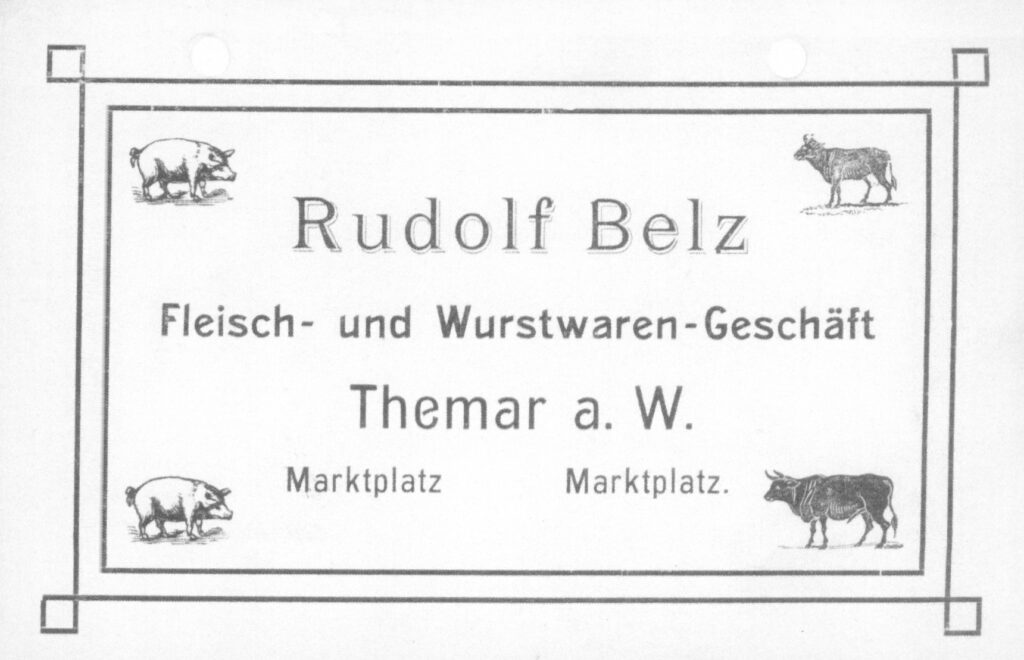 Rudolf Belz
Fleisch- und Wurstwaren-Geschäft
Themar a. W.
Marktplatz Marktplatz.